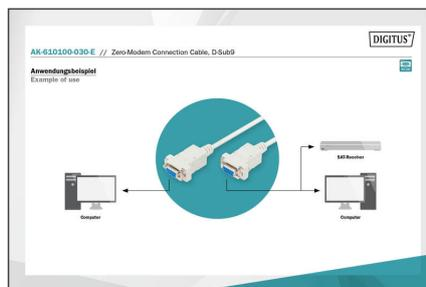 DIGITUS®
AK-610100-030-E // Zero-Modem Connection Cable, D-Sub9
Anwendungsbeispiel
Example of use
SAT-Receiver
Computer
Computer